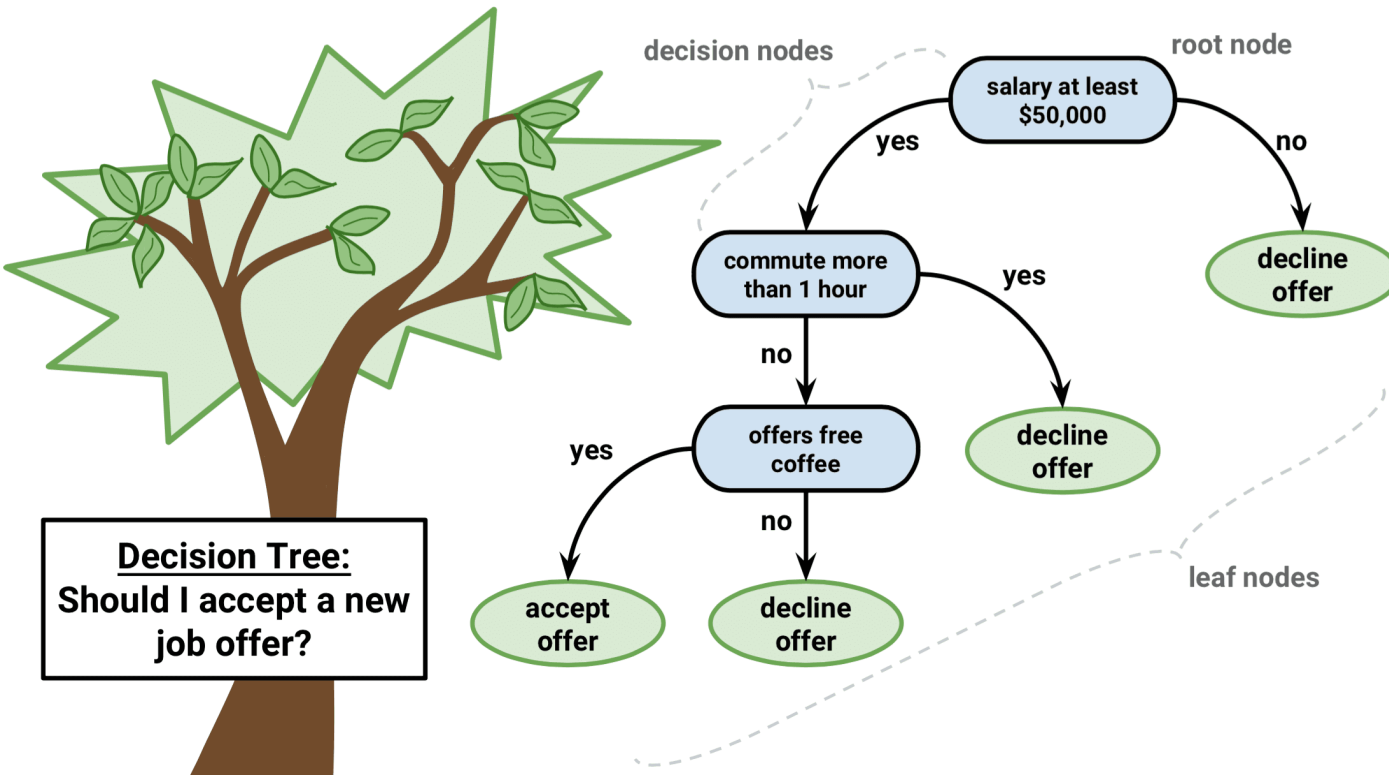 decision nodes
root node
salary at least
$50,000
yes
no
commute more
than 1 hour
yes
decline
offer
no
offers free
coffee
yes
decline
offer
no
Decision Tree:
Should I accept a new
job offer?
accept
offer
decline
offer
leaf nodes